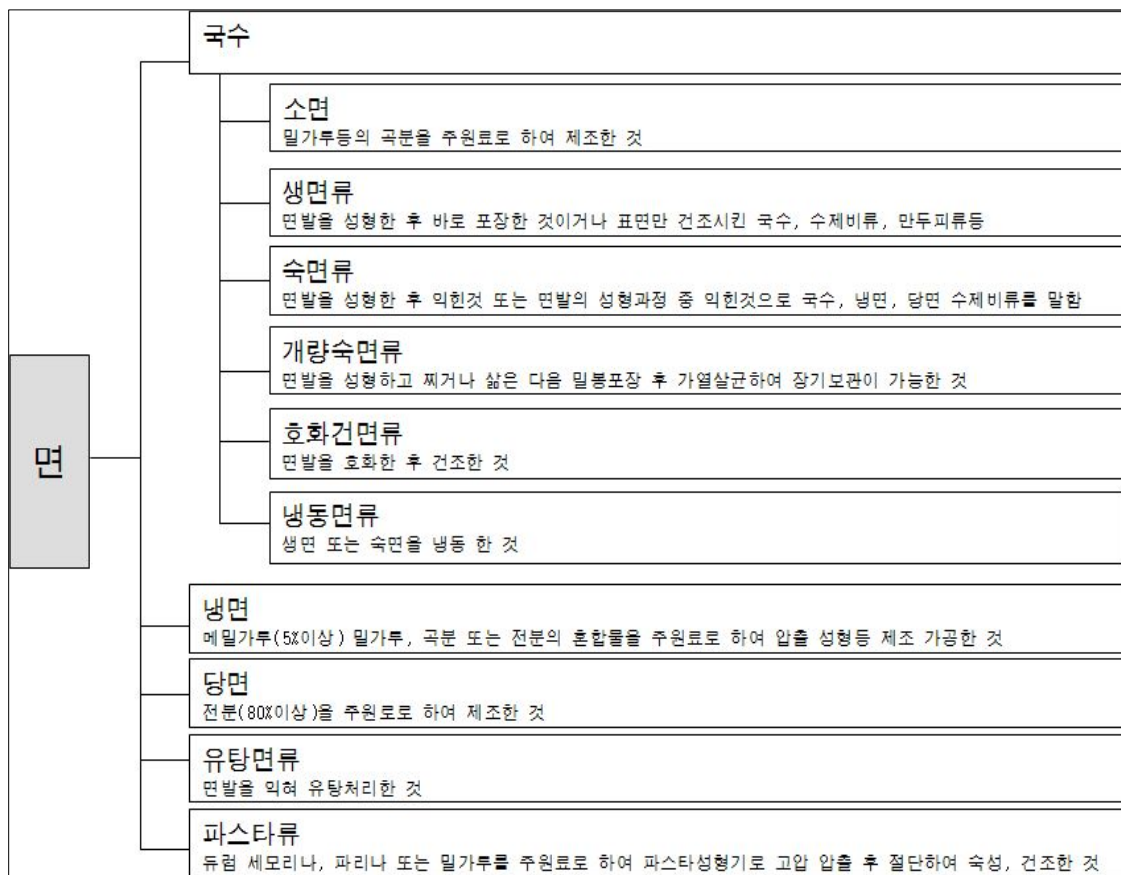 국수
소면
밀가루등의 곡분을 주원료로 하여 제조한 것
생면류
면발을 성형한 후 바로 포장한 것이거나 표면만 건조시킨 국수, 수제비류, 만두피류등
숙면류
면발을 성형한 후 익힌것 또는 면발의 성형과정 중 익힌것으로 국수, 냉면, 당면 수제비류를 말함
개량숙면류
면발을 성형하고 찌거나 삶은 다음 밀봉포장 후 가열살균하여 장기보관이 가능한 것
면
호화건면류
면발을 호화한 후 건조한 것
냉동면류
생면 또는 숙면을 냉동 한 것
냉면
메밀가루(5%이상) 밀가루, 곡분 또는 전분의 혼합물을 주원료로 하여 압출 성형등 제조 가공한 것
당면
전분(80%이상)을 주원로로 하여 제조한 것
유탕면류
면발을 익혀 유탕처리한 것
파스타류
듀럼 세모리나, 파리나 또는 밀가루를 주원료로 하여 파스타성형기로 고압 압출 후 절단하여 숙성, 건조한 것